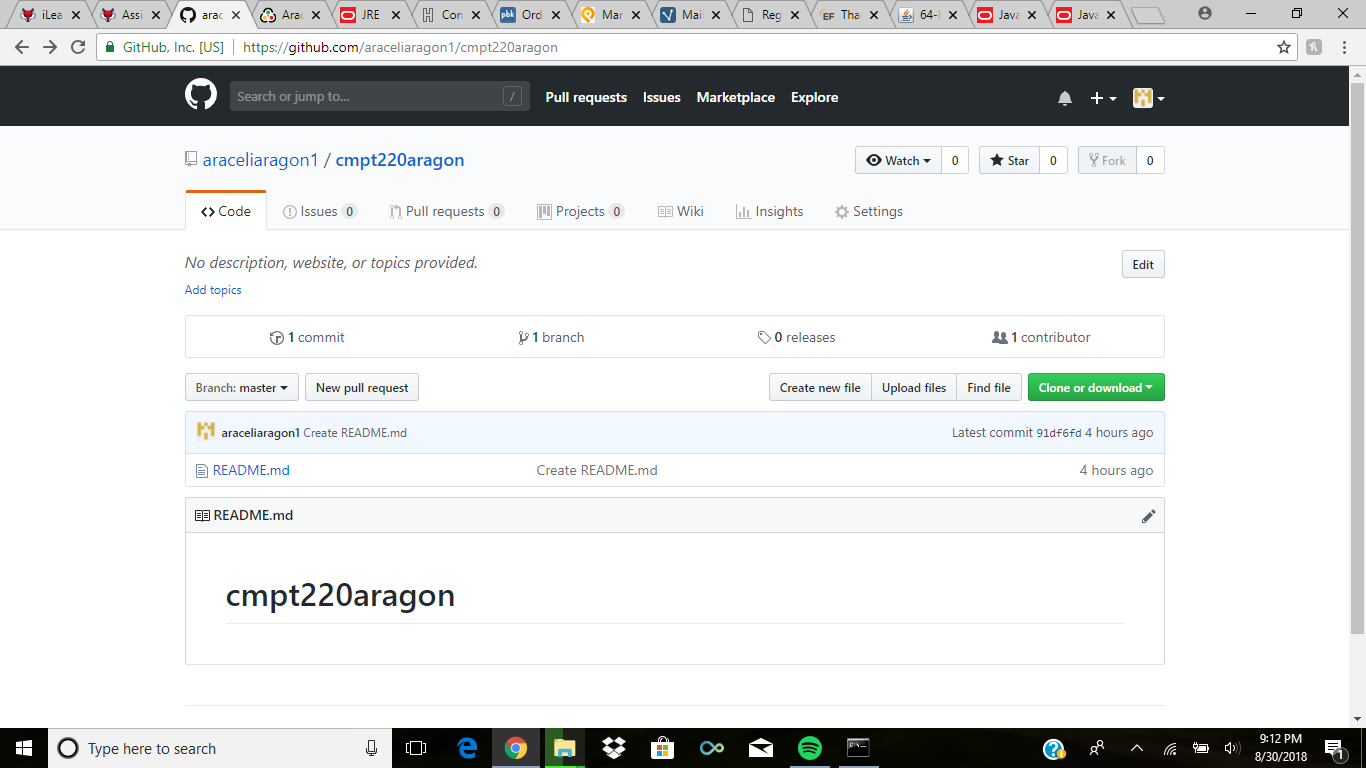 iLea Assi arac Arac JRE Con pbk Ord Mar Mail Reg EF Tha 64-l Java Java
GitHub, Inc. [US] https://github.com/araceliaragon1/cmpt220aragon
Search or jump to... / Pull requests Issues Marketplace Explore
araceliaragon1 / cmpt220aragon Watch 0 Star 0 Fork 0
Code Issues 0 Pull requests 0 Projects 0 Wiki Insights Settings
No description, website, or topics provided. Edit
Add topics
1 commit 1 branch 0 releases 1 contributor
Branch: master New pull request Create new file Upload files Find file Clone or download
araceliaragon1 Create README.md Latest commit 91df6fd 4 hours ago
README.md Create README.md 4 hours ago
README.md
cmpt220aragon
Type here to search
9:12 PM
8/30/2018
1